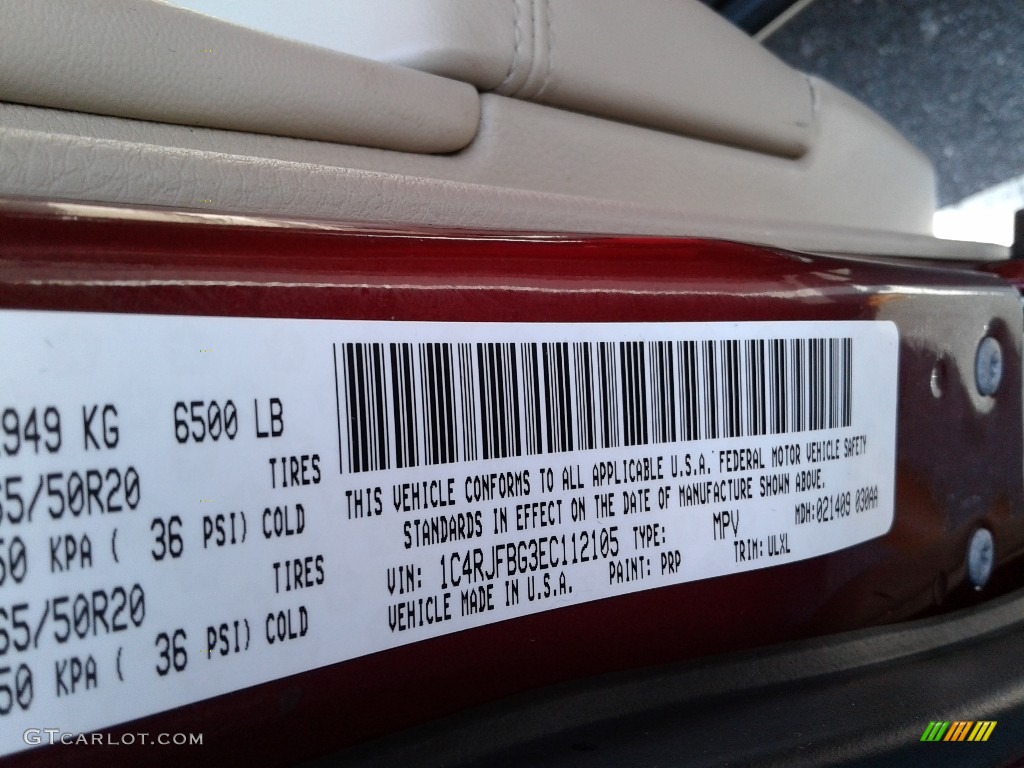 949 KG 6500 LB
TIRES
65/50R20
50 KPA ( 36 PSI) COLD
TIRES
65/50R20
50 KPA ( 36 PSI) COLD
THIS VEHICLE CONFORMS TO ALL APPLICABLE U.S.A. FEDERAL MOTOR VEHICLE SAFETY
STANDARDS IN EFFECT ON THE DATE OF MANUFACTURE SHOWN ABOVE.
MDH:021409 030AA
VIN: 1C4RJFBG3EC112105 TYPE: MPV
VEHICLE MADE IN U.S.A. PAINT: PRP TRIM: ULXL
GTCARLOT.COM